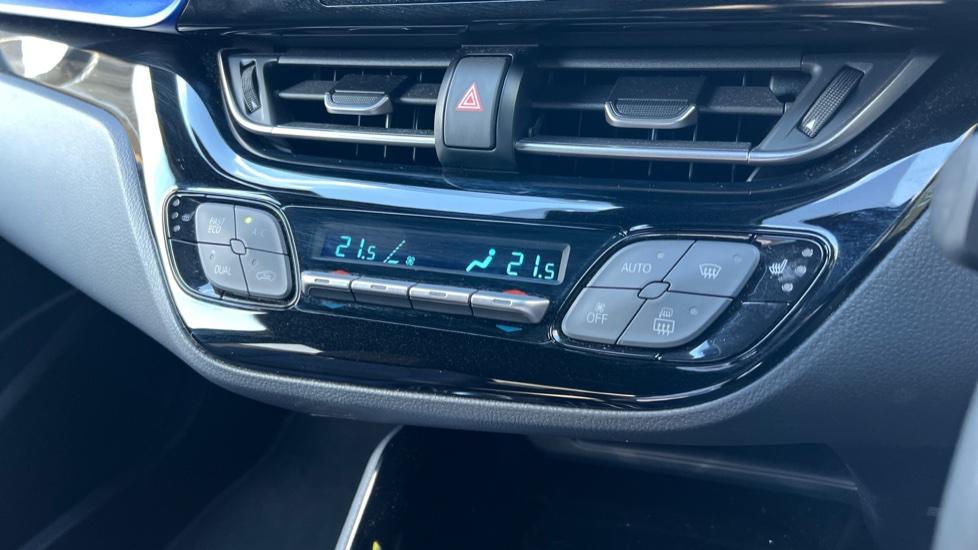 FAST
ECO
A/C
DUAL
21.5
21.5
AUTO
OFF